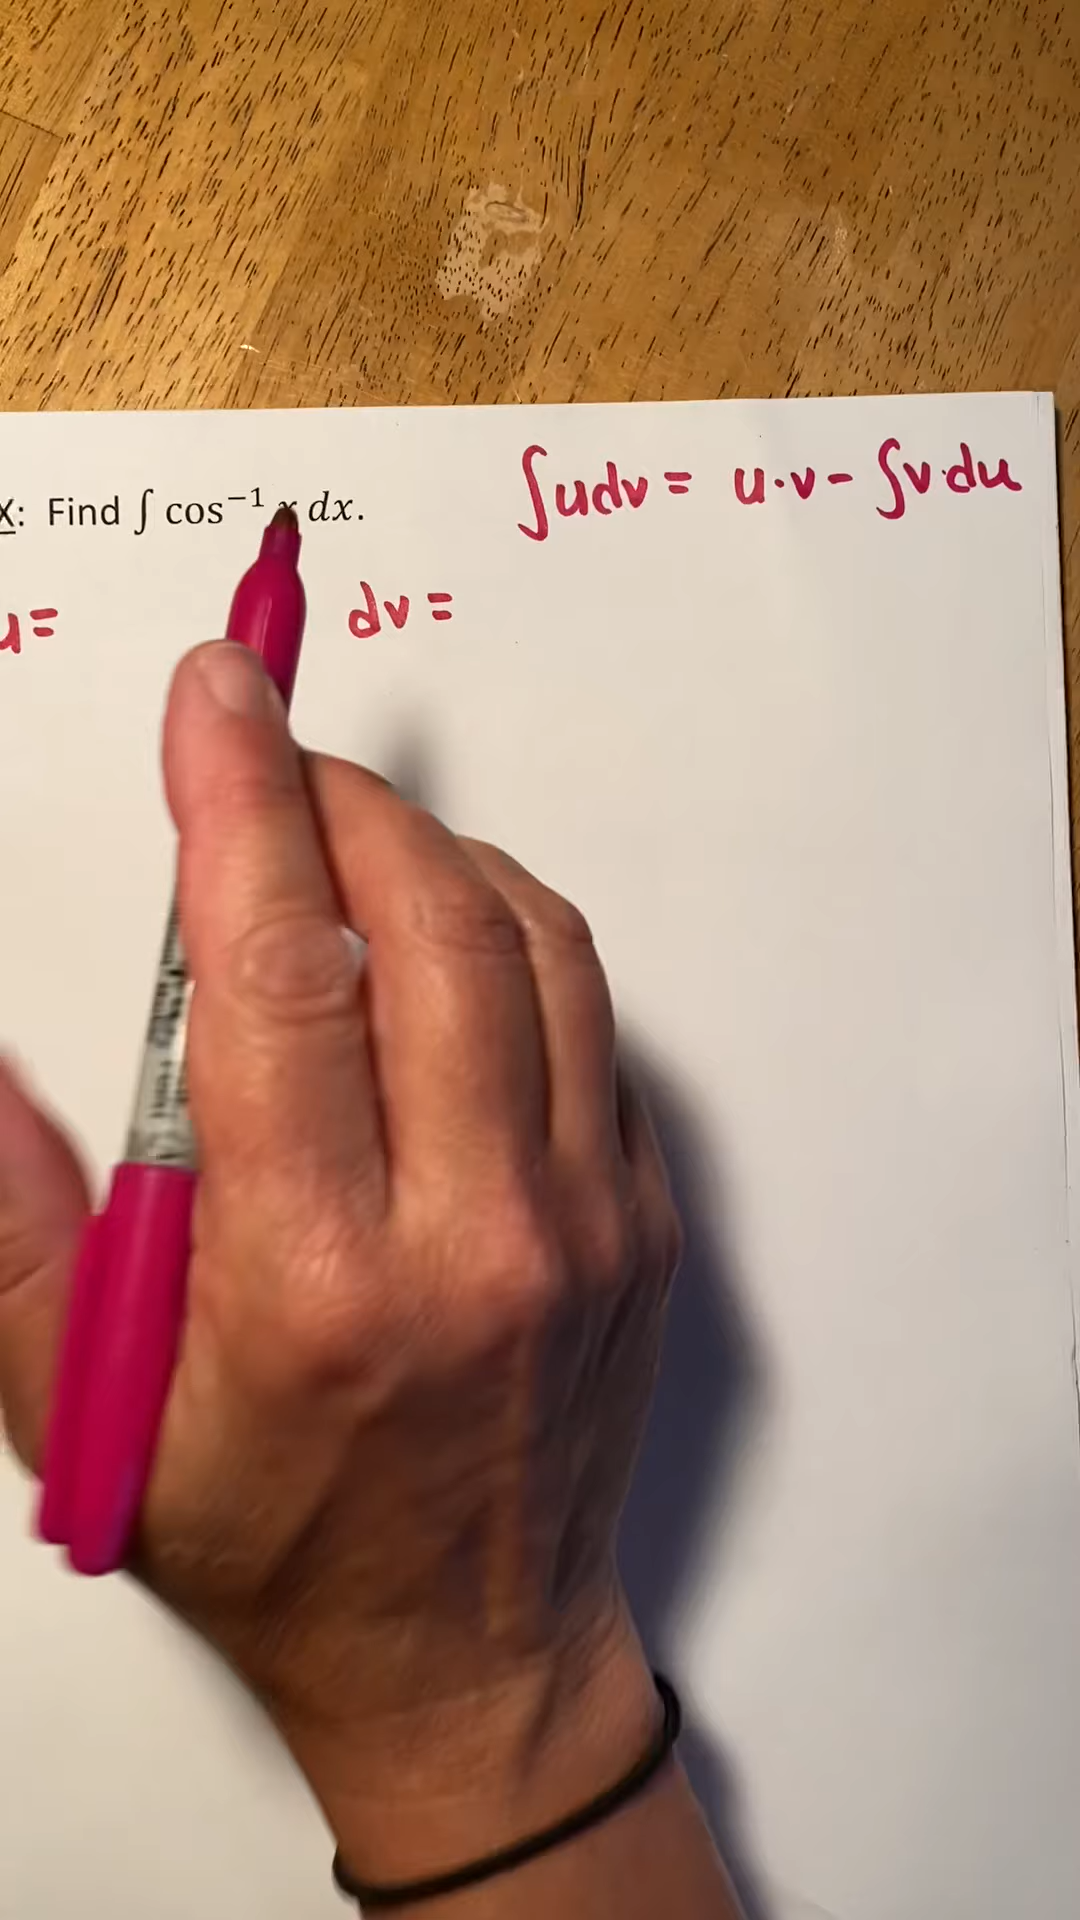 X: Find ∫ cos⁻¹ x dx.
∫udv = u·v - ∫v·du
u=
dv =